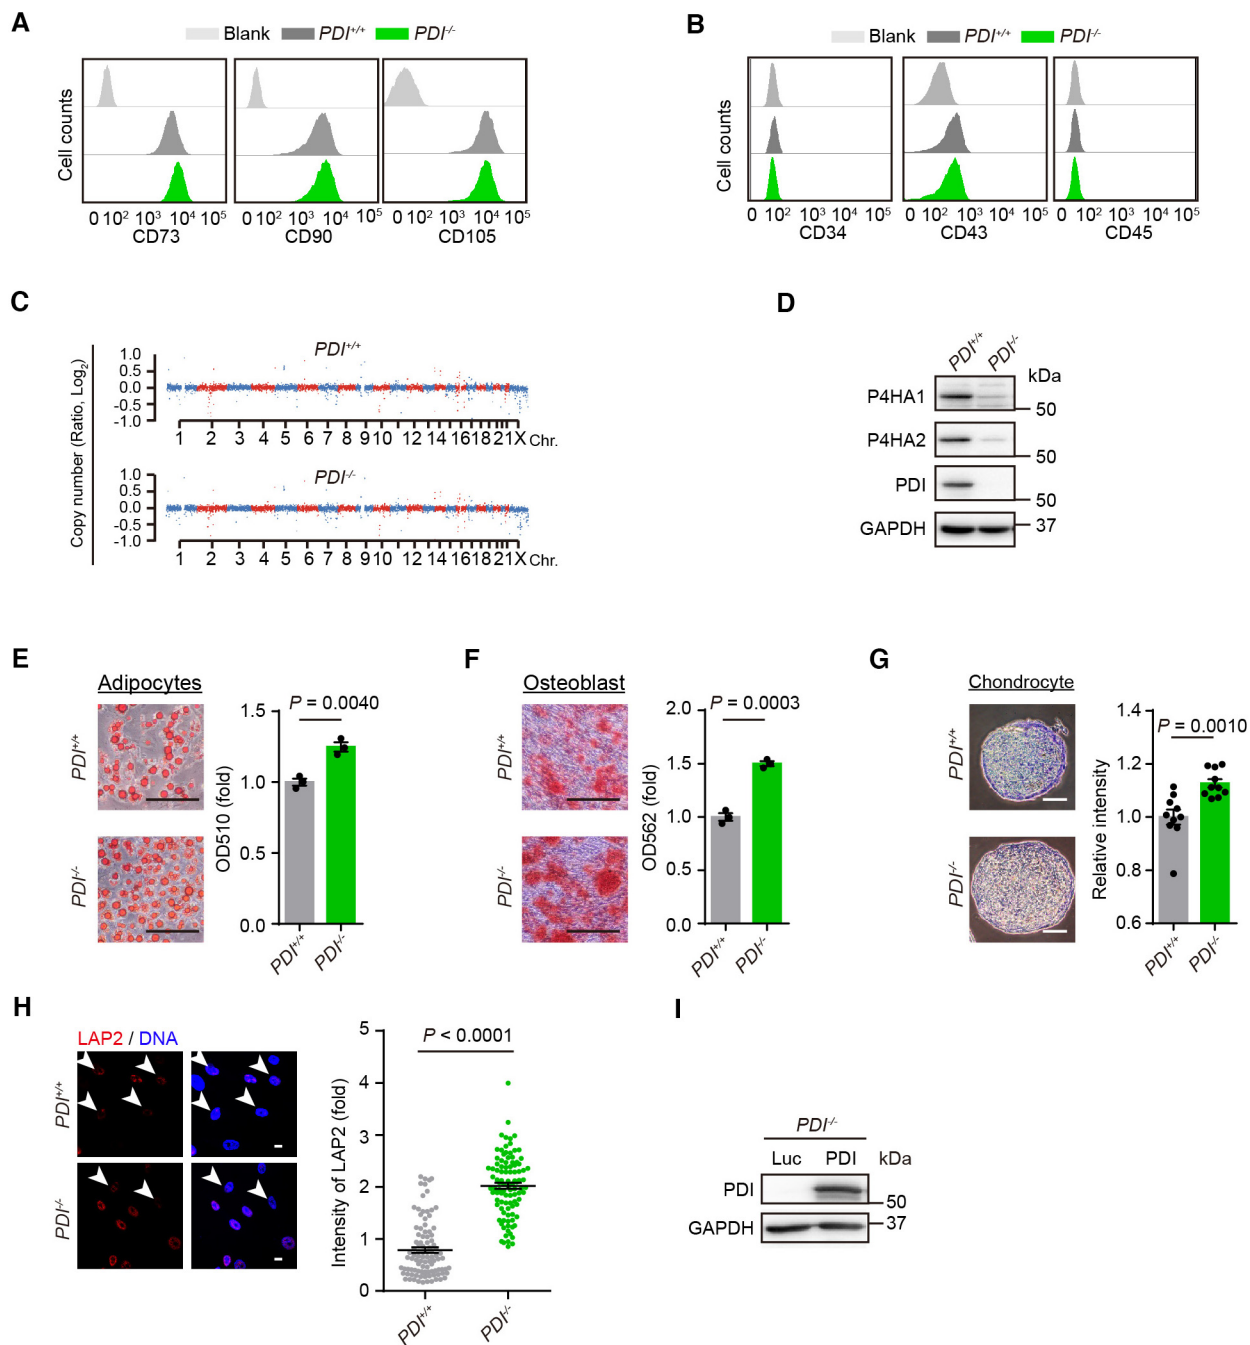 A
Blank PDI+/+ PDI-/-
Cell counts
0 10² 10³ 10⁴ 10⁵
CD73
0 10² 10³ 10⁴ 10⁵
CD90
0 10² 10³ 10⁴ 10⁵
CD105
B
Blank PDI+/+ PDI-/-
Cell counts
0 10² 10³ 10⁴ 10⁵
CD34
0 10² 10³ 10⁴ 10⁵
CD43
0 10² 10³ 10⁴ 10⁵
CD45
C
Copy number (Ratio, Log₂)
PDI+/+
1.0
0.5
0.0
-0.5
-1.0
1 2 3 4 5 6 7 8 9 10 12 14 16 18 21 X Chr.
PDI-/-
1.0
0.5
0.0
-0.5
-1.0
1 2 3 4 5 6 7 8 9 10 12 14 16 18 21 X Chr.
D
PDI+/+ PDI-/-
kDa
P4HA1
50
P4HA2
50
PDI
50
GAPDH
37
E
Adipocytes
PDI+/+
PDI-/-
P = 0.0040
OD510 (fold)
1.5
1.0
0.5
0.0
PDI+/+ PDI-/-
F
Osteoblast
PDI+/+
PDI-/-
P = 0.0003
OD562 (fold)
2.0
1.5
1.0
0.5
0.0
PDI+/+ PDI-/-
G
Chondrocyte
PDI+/+
PDI-/-
P = 0.0010
Relative intensity
1.4
1.2
1.0
0.8
0.6
PDI+/+ PDI-/-
H
LAP2 / DNA
PDI+/+
PDI-/-
P < 0.0001
Intensity of LAP2 (fold)
5
4
3
2
1
0
PDI+/+ PDI-/-
I
PDI-/-
Luc PDI kDa
PDI
50
GAPDH
37